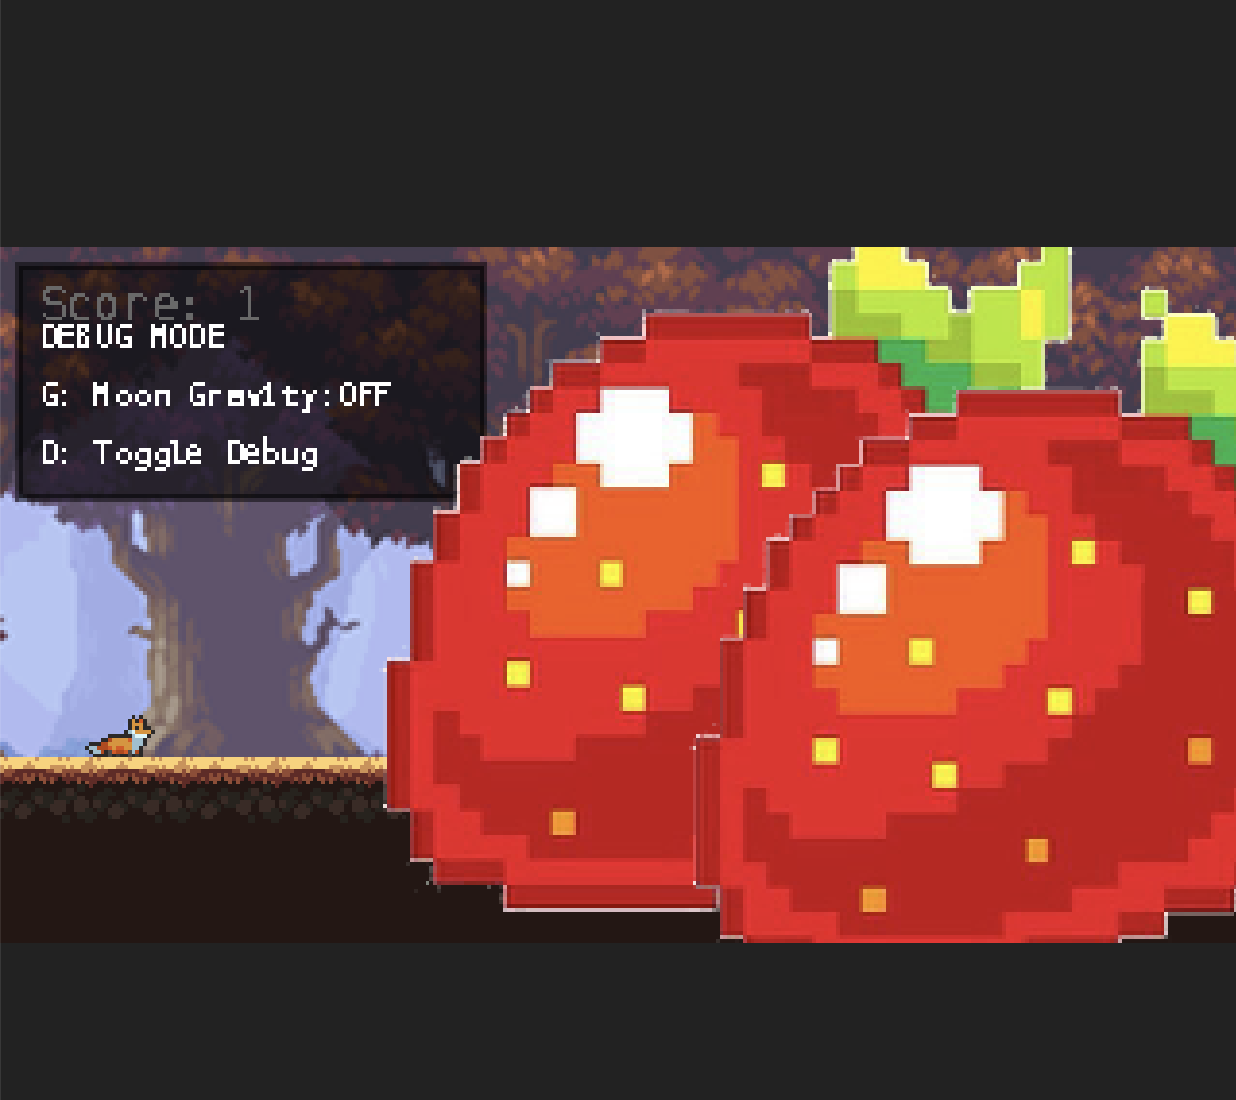 Score: 1
DEBUG MODE
G: Moon Gravity:OFF
D: Toggle Debug